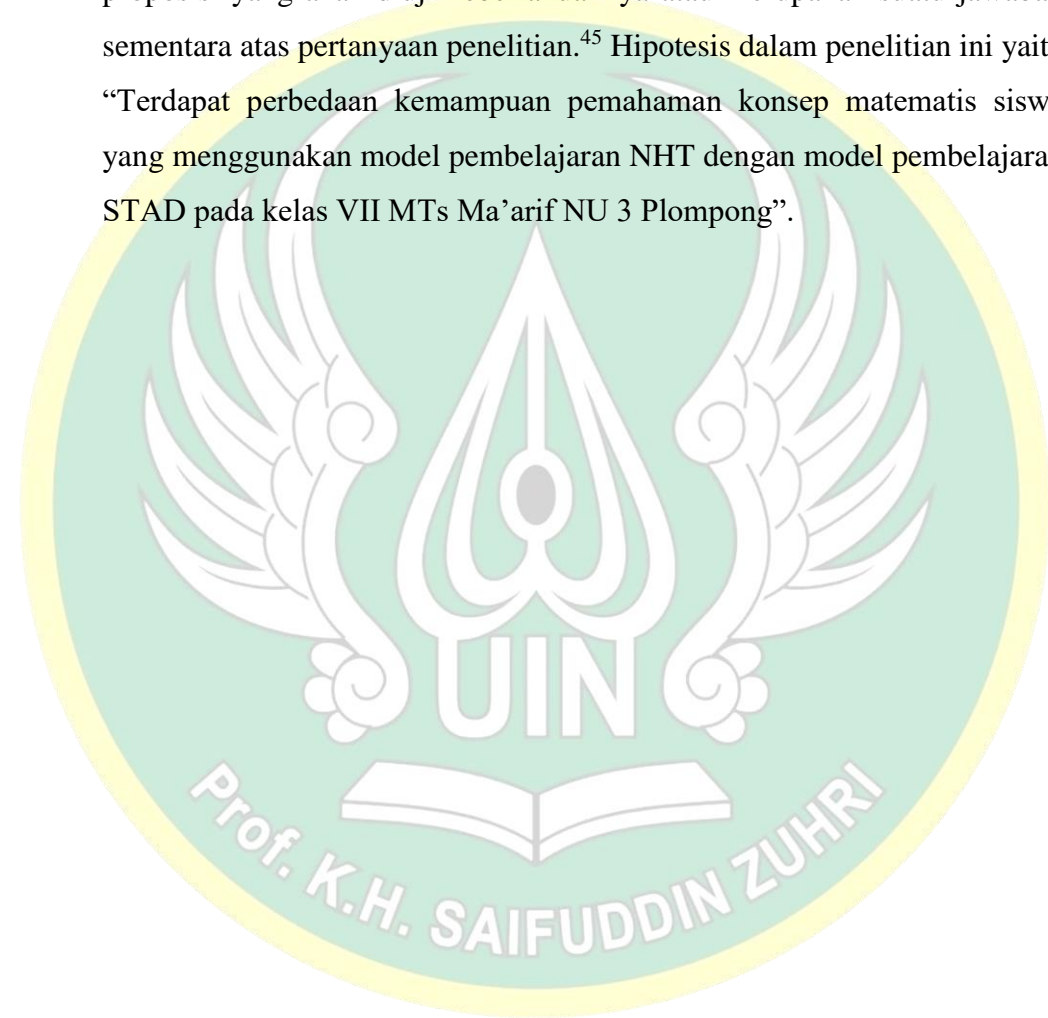 sementara atas pertanyaan penelitian.45 Hipotesis dalam penelitian ini yait
“Terdapat perbedaan kemampuan pemahaman konsep matematis sisw
yang menggunakan model pembelajaran NHT dengan model pembelajara
STAD pada kelas VII MTs Ma’arif NU 3 Plompong”.
UIN
Prof. K.H. SAIFUDDIN ZUHRI